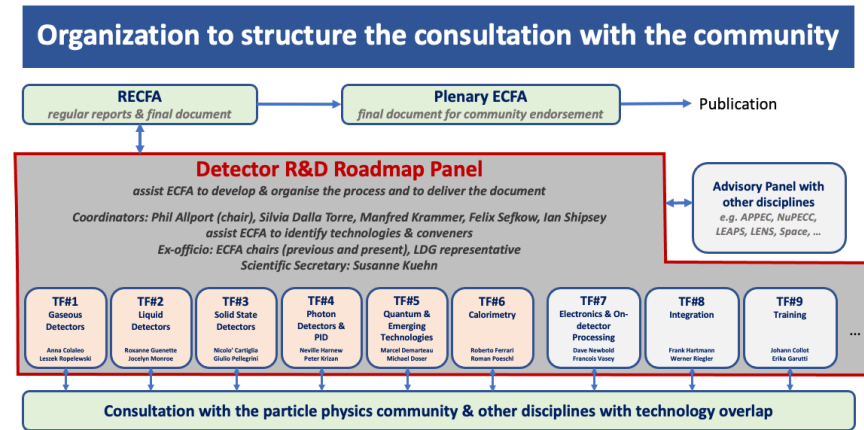 Organization to structure the consultation with the community
RECFA
regular reports & final document
Plenary ECFA
final document for community endorsement
Publication
Detector R&D Roadmap Panel
assist ECFA to develop & organise the process and to deliver the document
Coordinators: Phil Allport (chair), Silvia Dalla Torre, Manfred Krammer, Felix Sefkow, Ian Shipsey
assist ECFA to identify technologies & conveners
Ex-officio: ECFA chairs (previous and present), LDG representative
Scientific Secretary: Susanne Kuehn
Advisory Panel with
other disciplines
e.g. APPEC, NuPECC,
LEAPS, LENS, Space, ...
TF#1
Gaseous
Detectors
Anna Colaleo
Leszek Ropelewski
TF#2
Liquid
Detectors
Roxanne Guenette
Jocelyn Monroe
TF#3
Solid State
Detectors
Nicolo' Cartiglia
Giulio Pellegrini
TF#4
Photon
Detectors &
PID
Neville Harnew
Peter Krizan
TF#5
Quantum &
Emerging
Technologies
Marcel Demarteau
Michael Doser
TF#6
Calorimetry
Roberto Ferrari
Roman Poeschl
TF#7
Electronics & On-
detector
Processing
Dave Newbold
Francois Vasey
TF#8
Integration
Frank Hartmann
Werner Riegler
TF#9
Training
Johann Collot
Erika Garutti
...
Consultation with the particle physics community & other disciplines with technology overlap